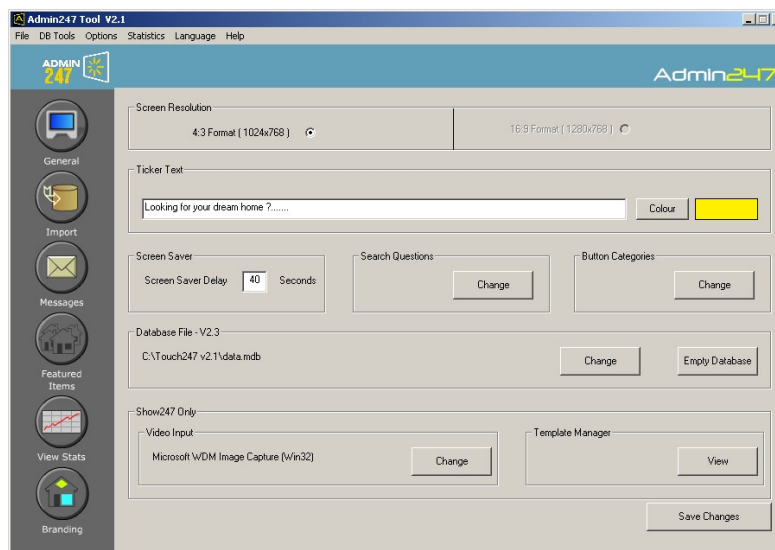 Admin247 Tool V2.1
File DB Tools Options Statistics Language Help
ADMIN
247
Admin247
General
Import
Messages
Featured
Items
View Stats
Branding
Screen Resolution
4:3 Format ( 1024x768 )
16:9 Format ( 1280x768 )
Ticker Text
Looking for your dream home ?.......
Colour
Screen Saver
Screen Saver Delay 40 Seconds
Search Questions
Change
Button Categories
Change
Database File - V2.3
C:\Touch247 v2.1\data.mdb
Change
Empty Database
Show247 Only
Video Input
Microsoft WDM Image Capture (Win32)
Change
Template Manager
View
Save Changes